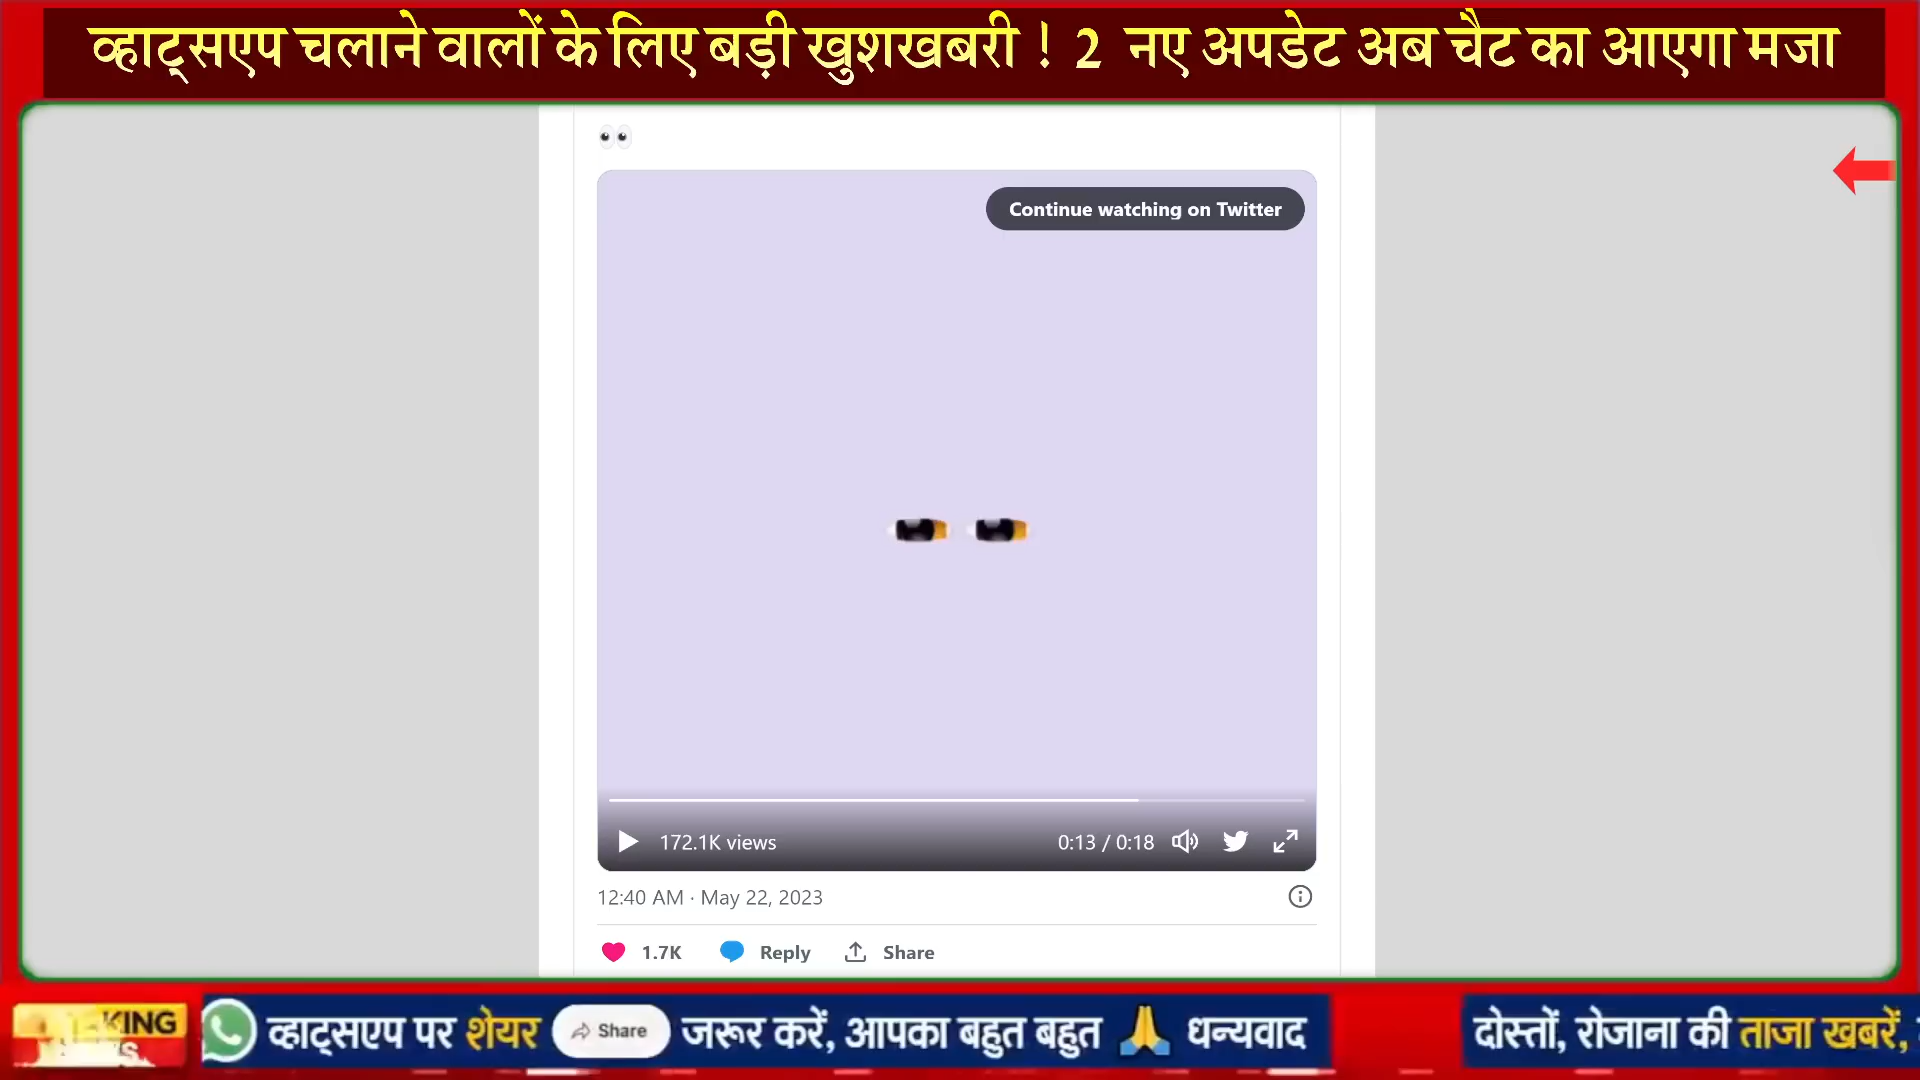 व्हाट्सएप चलाने वालों के लिए बड़ी खुशखबरी ! 2 नए अपडेट अब चैट का आएगा मजा
Continue watching on Twitter
172.1K views
0:13 / 0:18
12:40 AM · May 22, 2023
1.7K
Reply
Share
व्हाट्सएप पर शेयर Share जरूर करें, आपका बहुत बहुत 🙏 धन्यवाद
दोस्तों, रोजाना की ताजा खबरें,